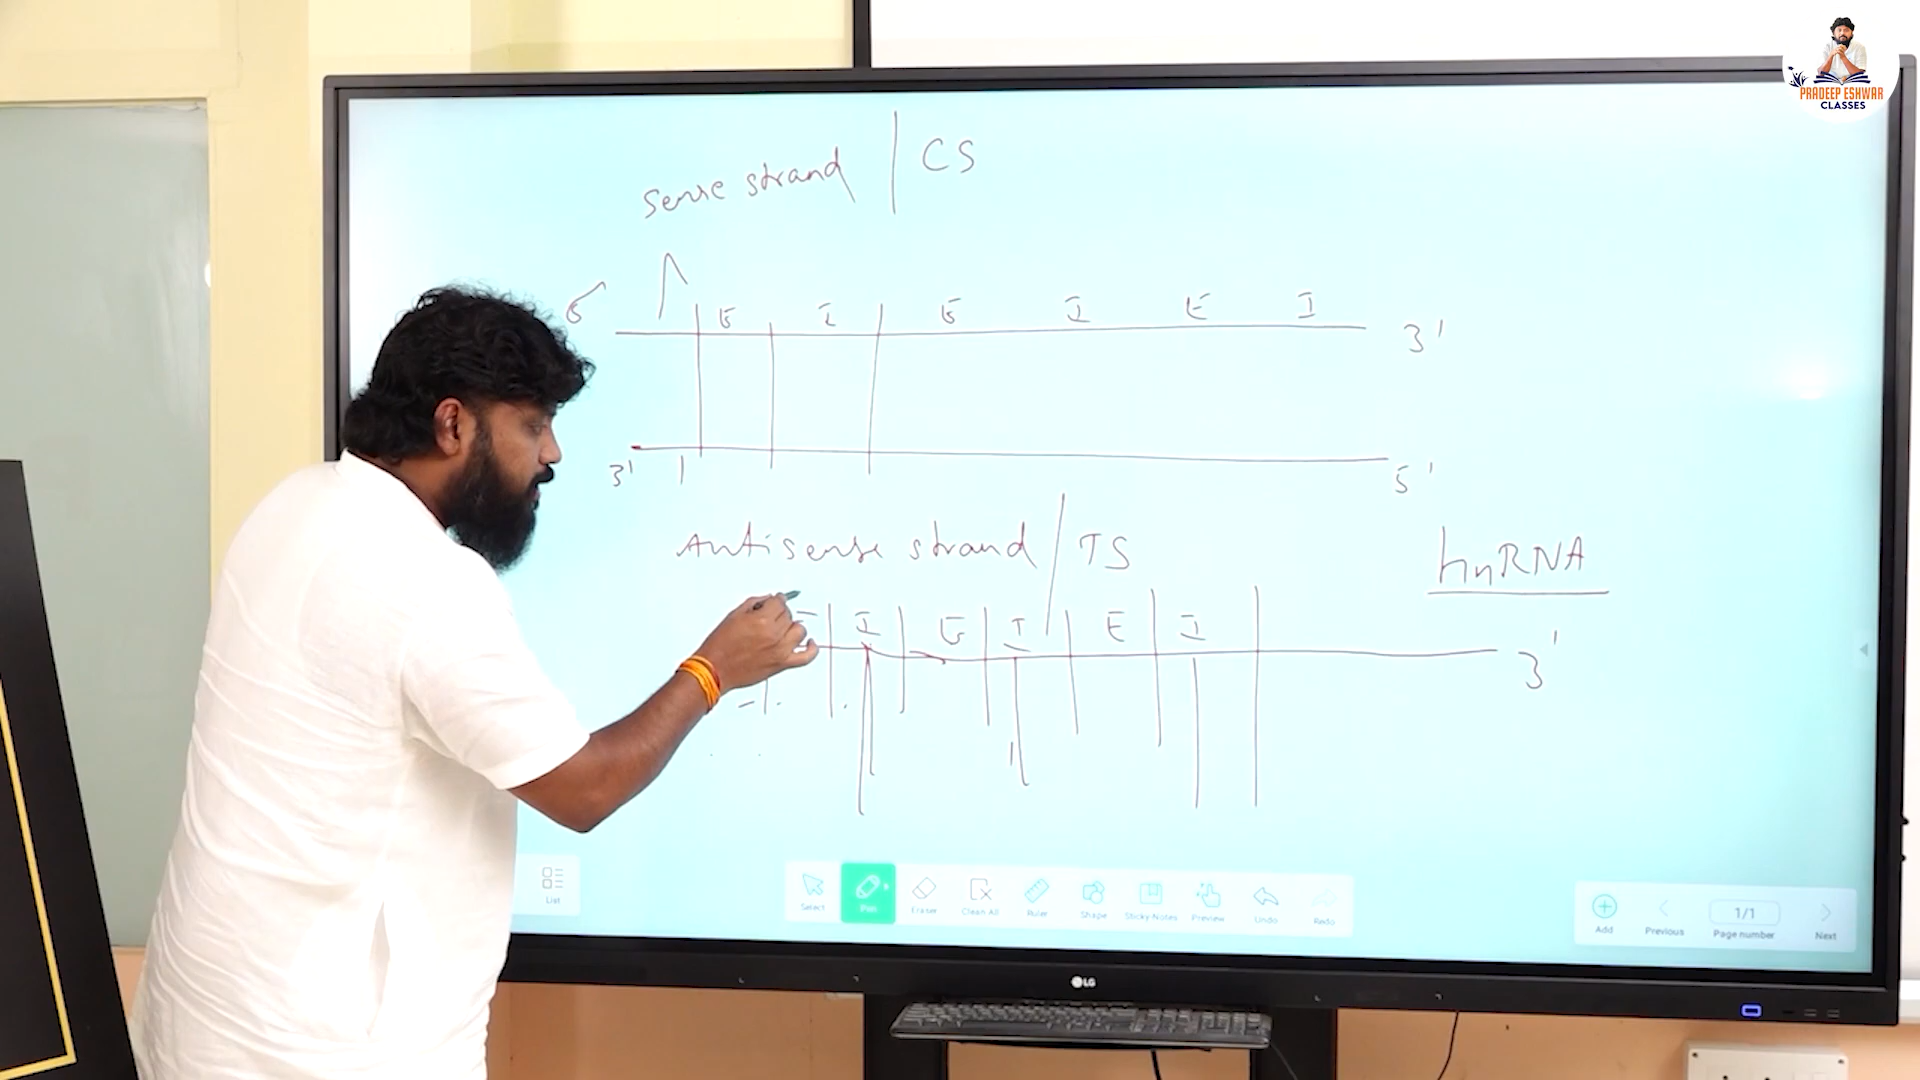 PRADEEP ESHWAR
CLASSES
Sense strand | CS
5'
E I E I E I
3'
3'
5'
Antisense strand / TS
hnRNA
I E I E I
3'
List
Select
Pen
Eraser
Clean All
Ruler
Shape
Sticky Notes
Preview
Undo
Redo
Add
Previous
1/1
Page number
Next
LG